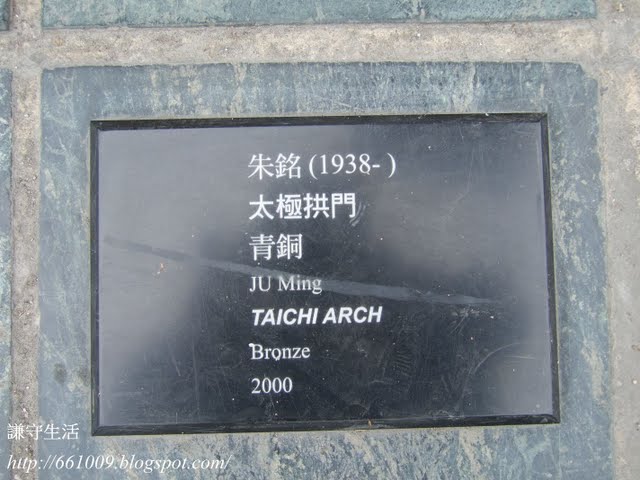 朱銘 (1938- )
太極拱門
青銅
JU Ming
TAICHI ARCH
Bronze
2000
謙守生活
http://661009.blogspot.com/